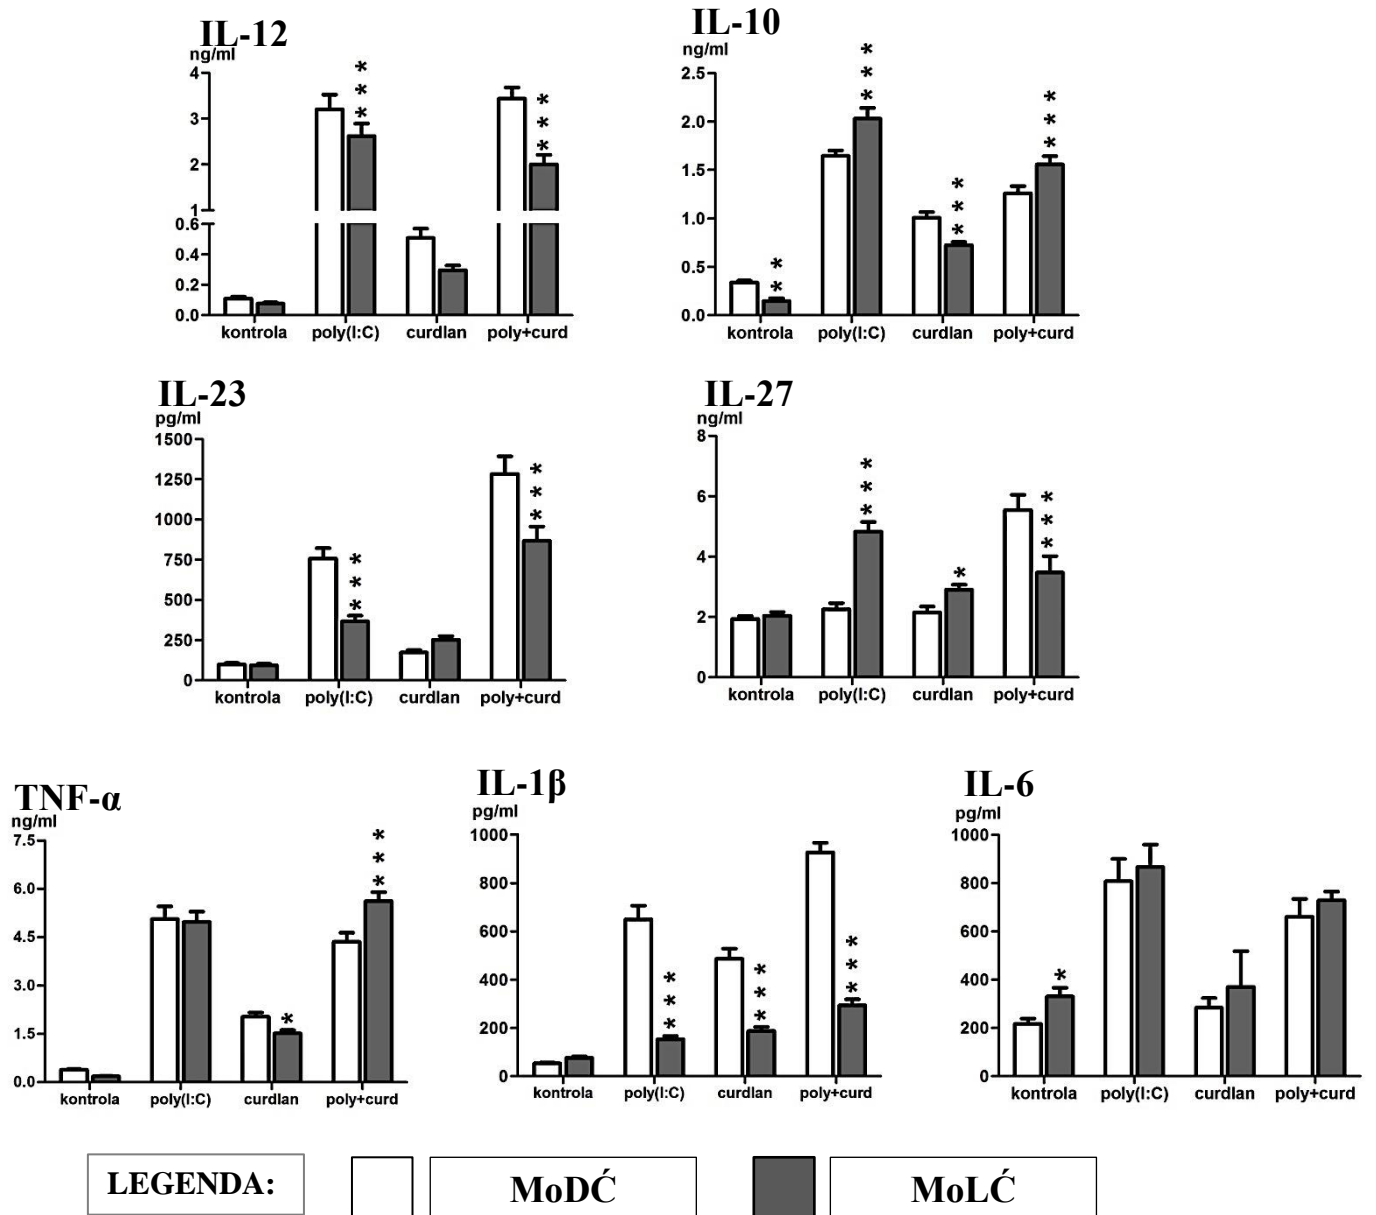 IL-12
ng/ml
4
3
2
1
0.6
0.4
0.2
0.0
kontrola poly(I:C) curdlan poly+curd
* * *
* * *
IL-10
ng/ml
2.5
2.0
1.5
1.0
0.5
0.0
kontrola poly(I:C) curdlan poly+curd
* *
* * *
* * *
* * *
IL-23
pg/ml
1500
1250
1000
750
500
250
0
kontrola poly(I:C) curdlan poly+curd
* * *
* * *
IL-27
ng/ml
8
6
4
2
0
kontrola poly(I:C) curdlan poly+curd
* * *
*
* * *
TNF-α
ng/ml
7.5
6.0
4.5
3.0
1.5
0.0
kontrola poly(I:C) curdlan poly+curd
*
* * *
IL-1β
pg/ml
1000
800
600
400
200
0
kontrola poly(I:C) curdlan poly+curd
* * *
* * *
* * *
IL-6
pg/ml
1000
800
600
400
200
0
kontrola poly(I:C) curdlan poly+curd
*
LEGENDA:
MoDĆ
MoLĆ